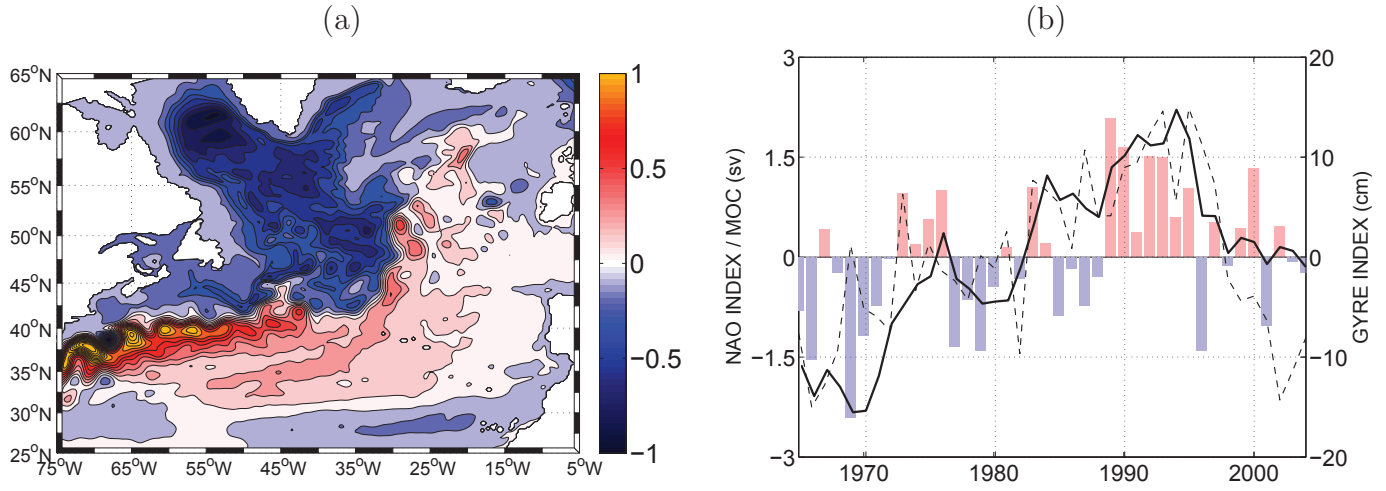 (a)
65°N
60°N
55°N
50°N
45°N
40°N
35°N
30°N
25°N
75°W 65°W 55°W 45°W 35°W 25°W 15°W 5°W
1
0.5
0
−0.5
−1
(b)
NAO INDEX / MOC (sv)
3
1.5
0
−1.5
−3
1970 1980 1990 2000
20
10
0
−10
−20
GYRE INDEX (cm)